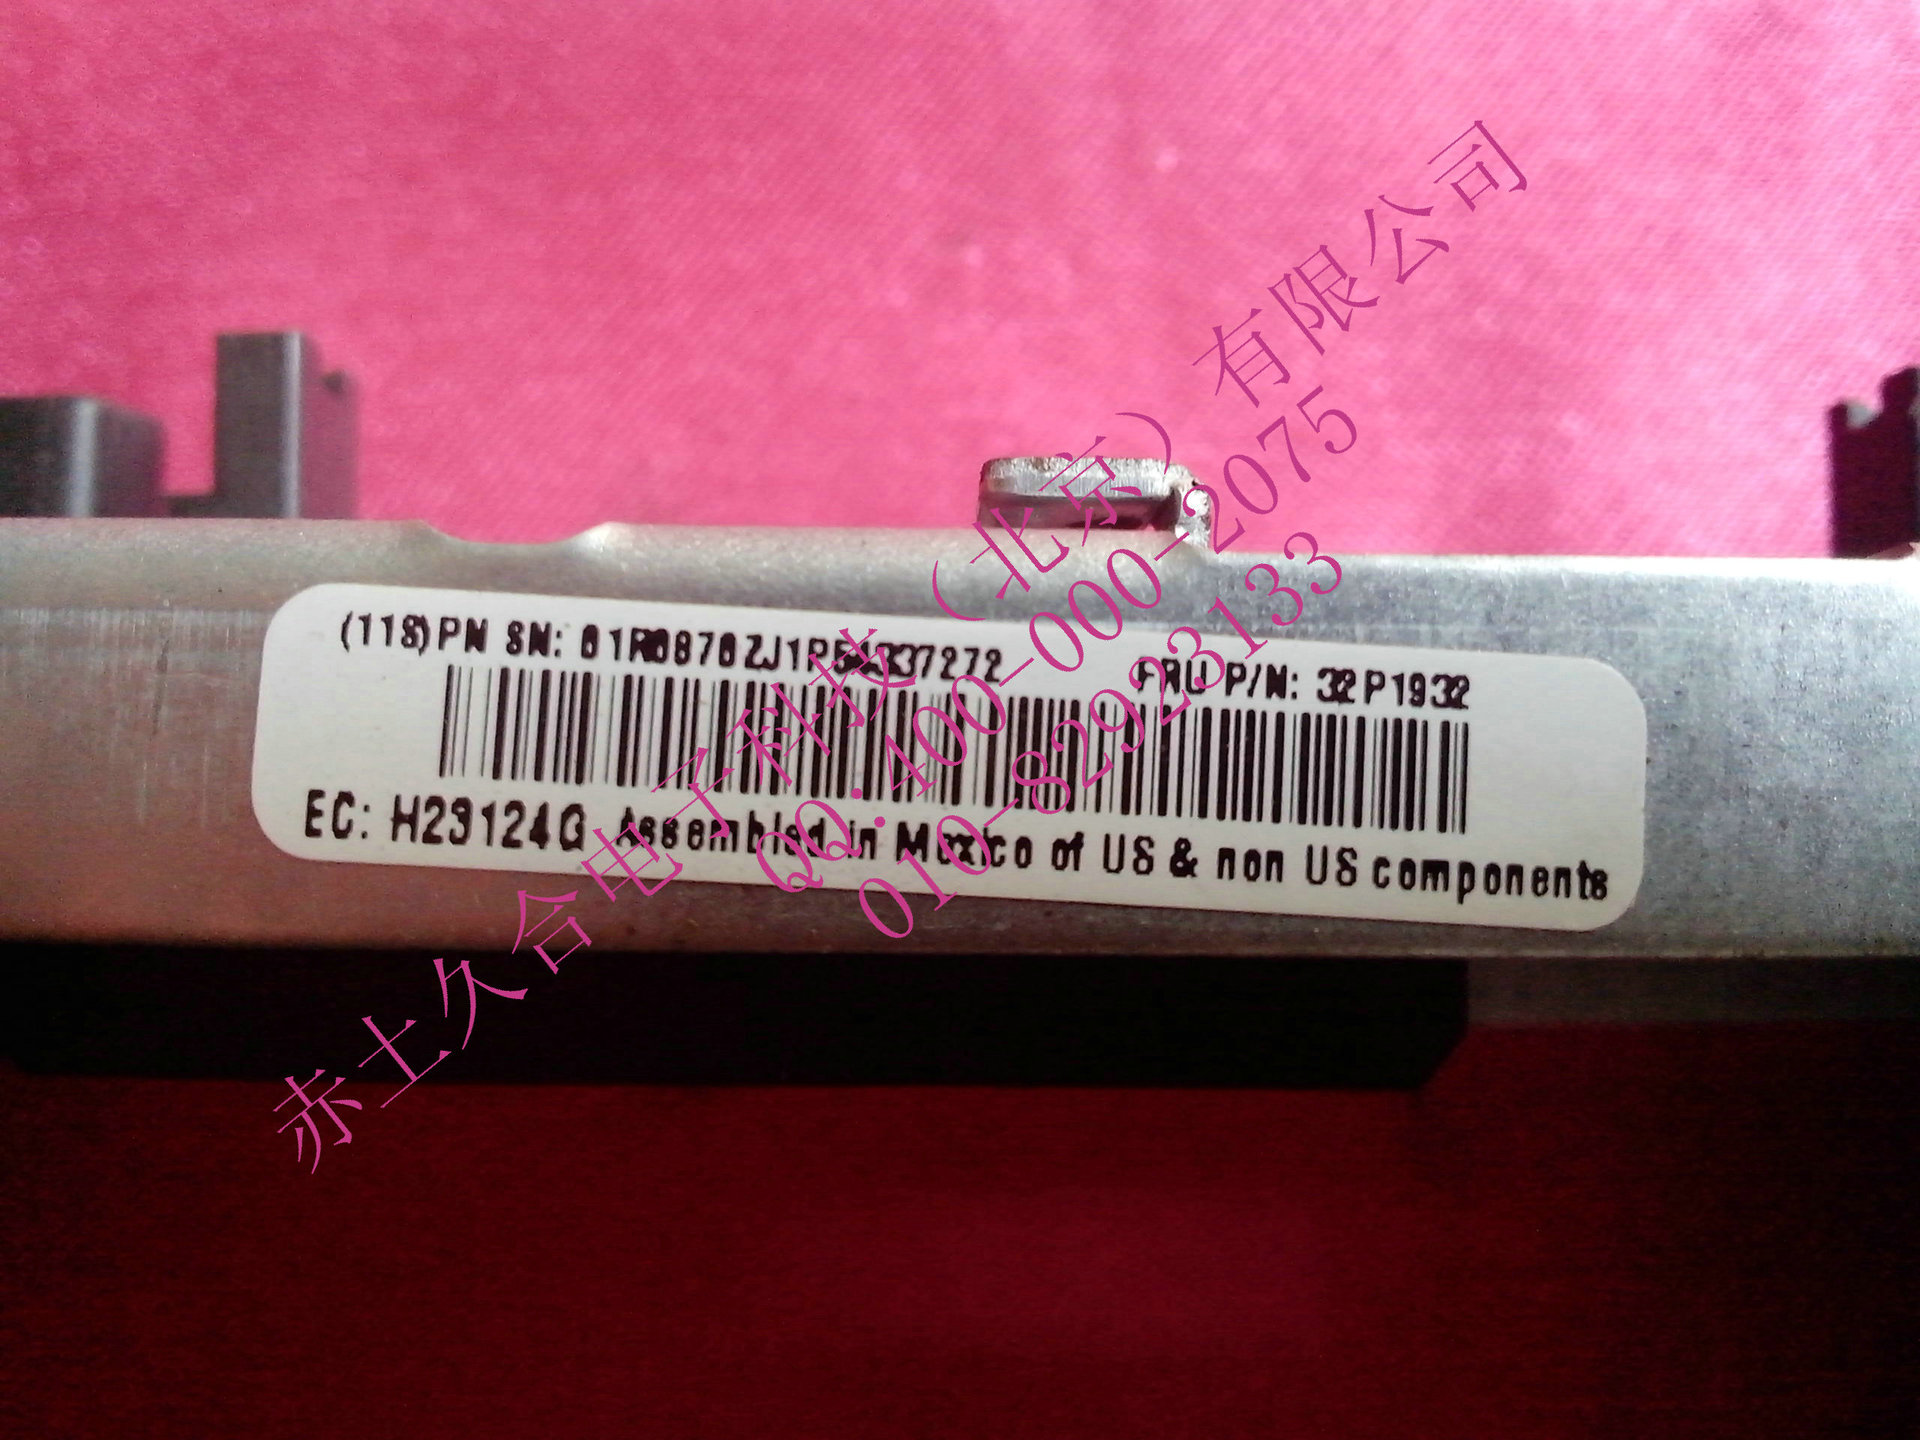 (11S)PN SN:
FRU P/N: 32P1932
EC: H23124G Assembled in Mexico of US & non US components
赤土久合电子科技（北京）有限公司
QQ:400-000-2075
010-82923133